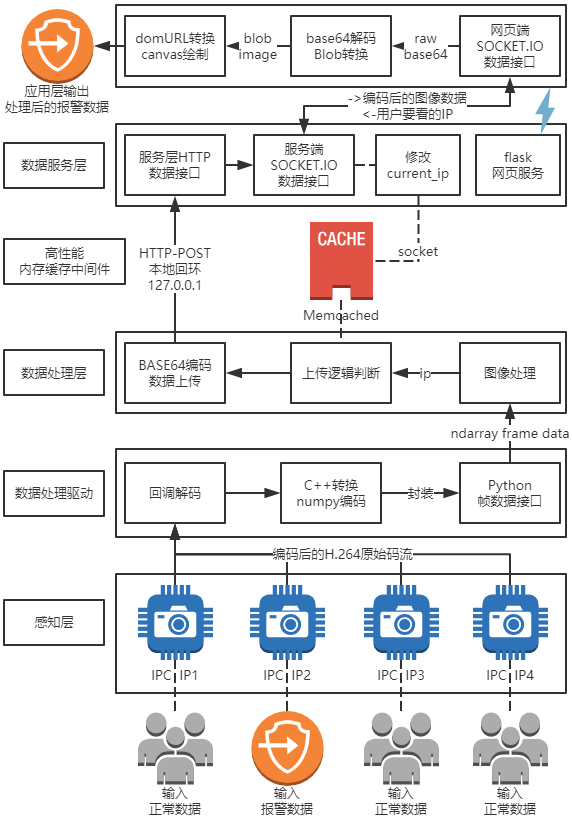 domURL转换
canvas绘制
blob
image
base64解码
Blob转换
raw
base64
网页端
SOCKET.IO
数据接口
应用层输出
处理后的报警数据
->编码后的图像数据
<-用户要看的IP
数据服务层
服务层HTTP
数据接口
服务端
SOCKET.IO
数据接口
修改
current_ip
flask
网页服务
高性能
内存缓存中间件
HTTP-POST
本地回环
127.0.0.1
CACHE
socket
Memcached
数据处理层
BASE64编码
数据上传
上传逻辑判断
ip
图像处理
ndarray frame data
数据处理驱动
回调解码
C++转换
numpy编码
封装
Python
帧数据接口
编码后的H.264原始码流
感知层
IPC IP1
IPC IP2
IPC IP3
IPC IP4
输入
正常数据
输入
报警数据
输入
正常数据
输入
正常数据